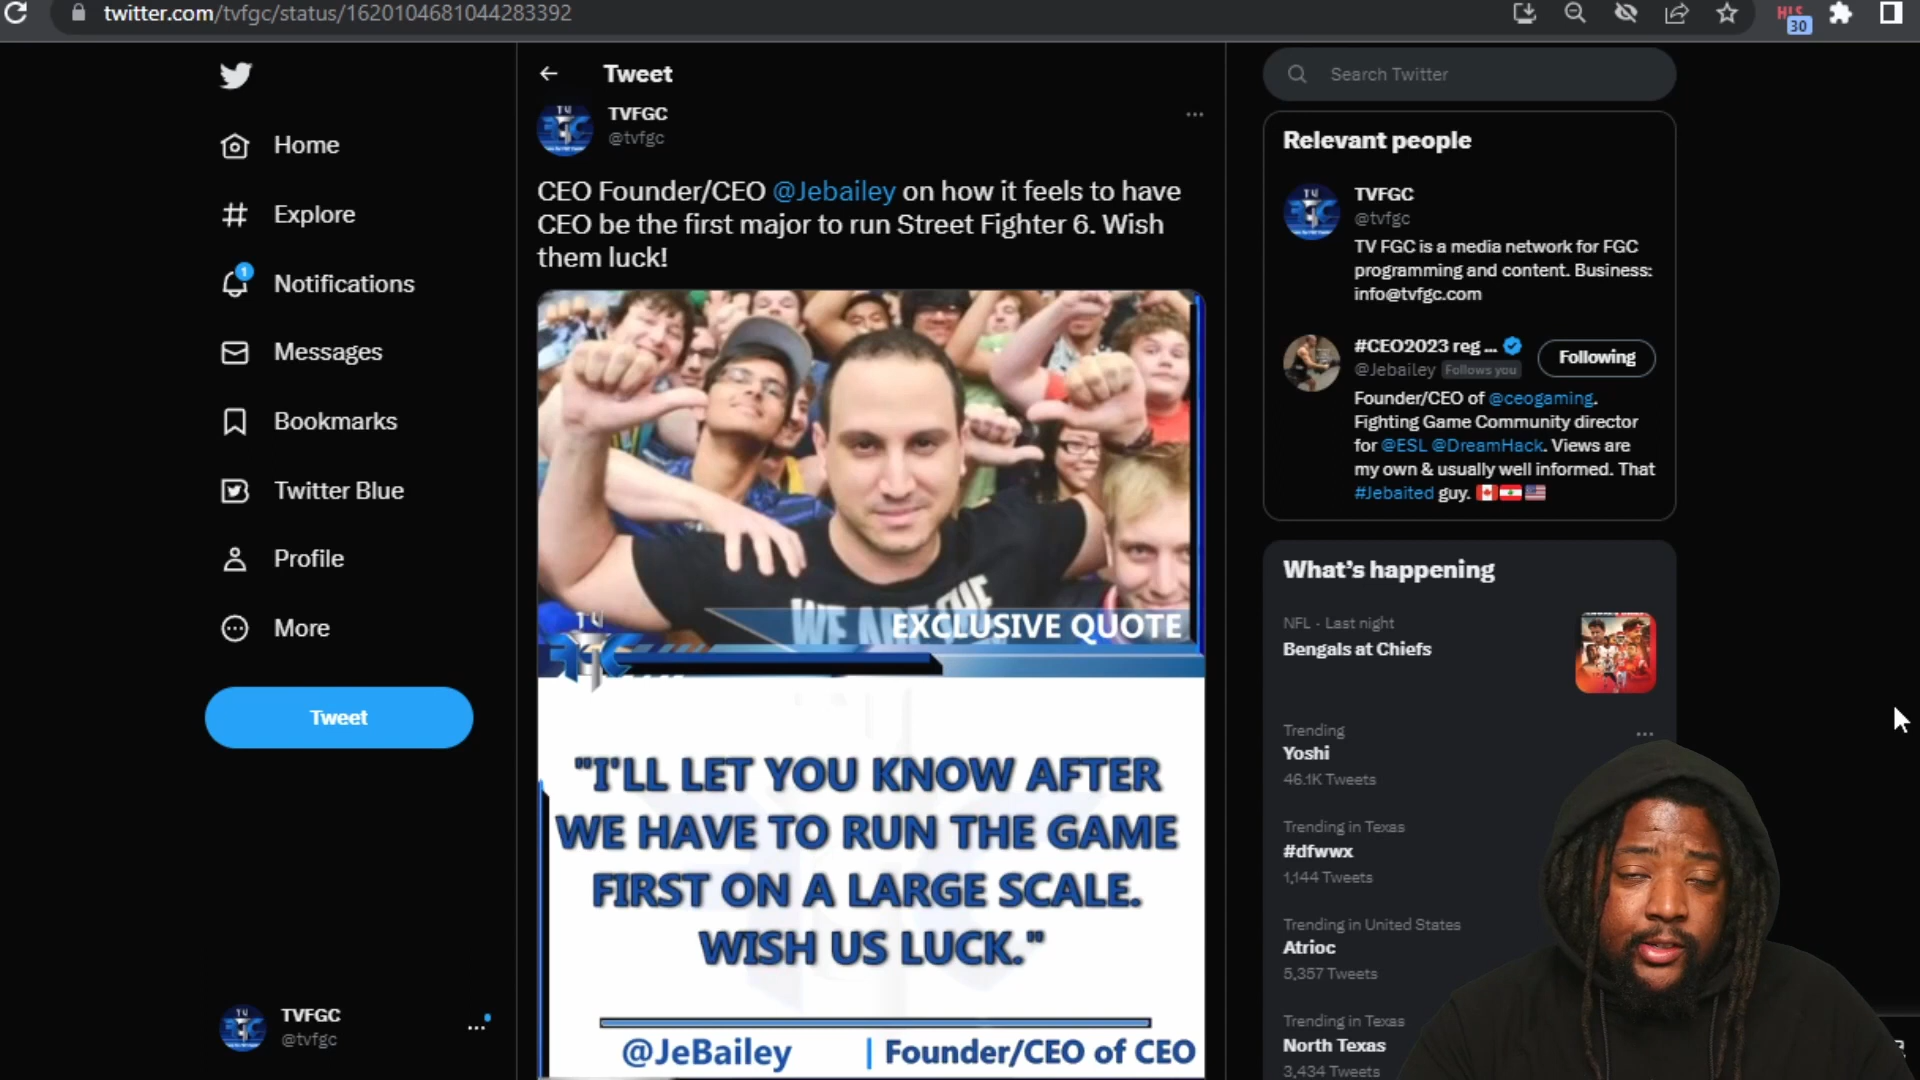 twitter.com/tvfgc/status/1620104681044283392
30
Home
Explore
1
Notifications
Messages
Bookmarks
Twitter Blue
Profile
More
Tweet
TVFGC
@tvfgc
Tweet
TVFGC
@tvfgc
CEO Founder/CEO @Jebailey on how it feels to have
CEO be the first major to run Street Fighter 6. Wish
them luck!
WE ARE THE
EXCLUSIVE QUOTE
"I'LL LET YOU KNOW AFTER
WE HAVE TO RUN THE GAME
FIRST ON A LARGE SCALE.
WISH US LUCK."
@JeBailey | Founder/CEO of CEO
Search Twitter
Relevant people
TVFGC
@tvfgc
TV FGC is a media network for FGC
programming and content. Business:
info@tvfgc.com
#CEO2023 reg ...
Following
@Jebailey Follows you
Founder/CEO of @ceogaming.
Fighting Game Community director
for @ESL @DreamHack. Views are
my own & usually well informed. That
#Jebaited guy.
What's happening
NFL · Last night
Bengals at Chiefs
Trending
Yoshi
46.1K Tweets
Trending in Texas
#dfwwx
1,144 Tweets
Trending in United States
Atrioc
5,357 Tweets
Trending in Texas
North Texas
3,434 Tweets